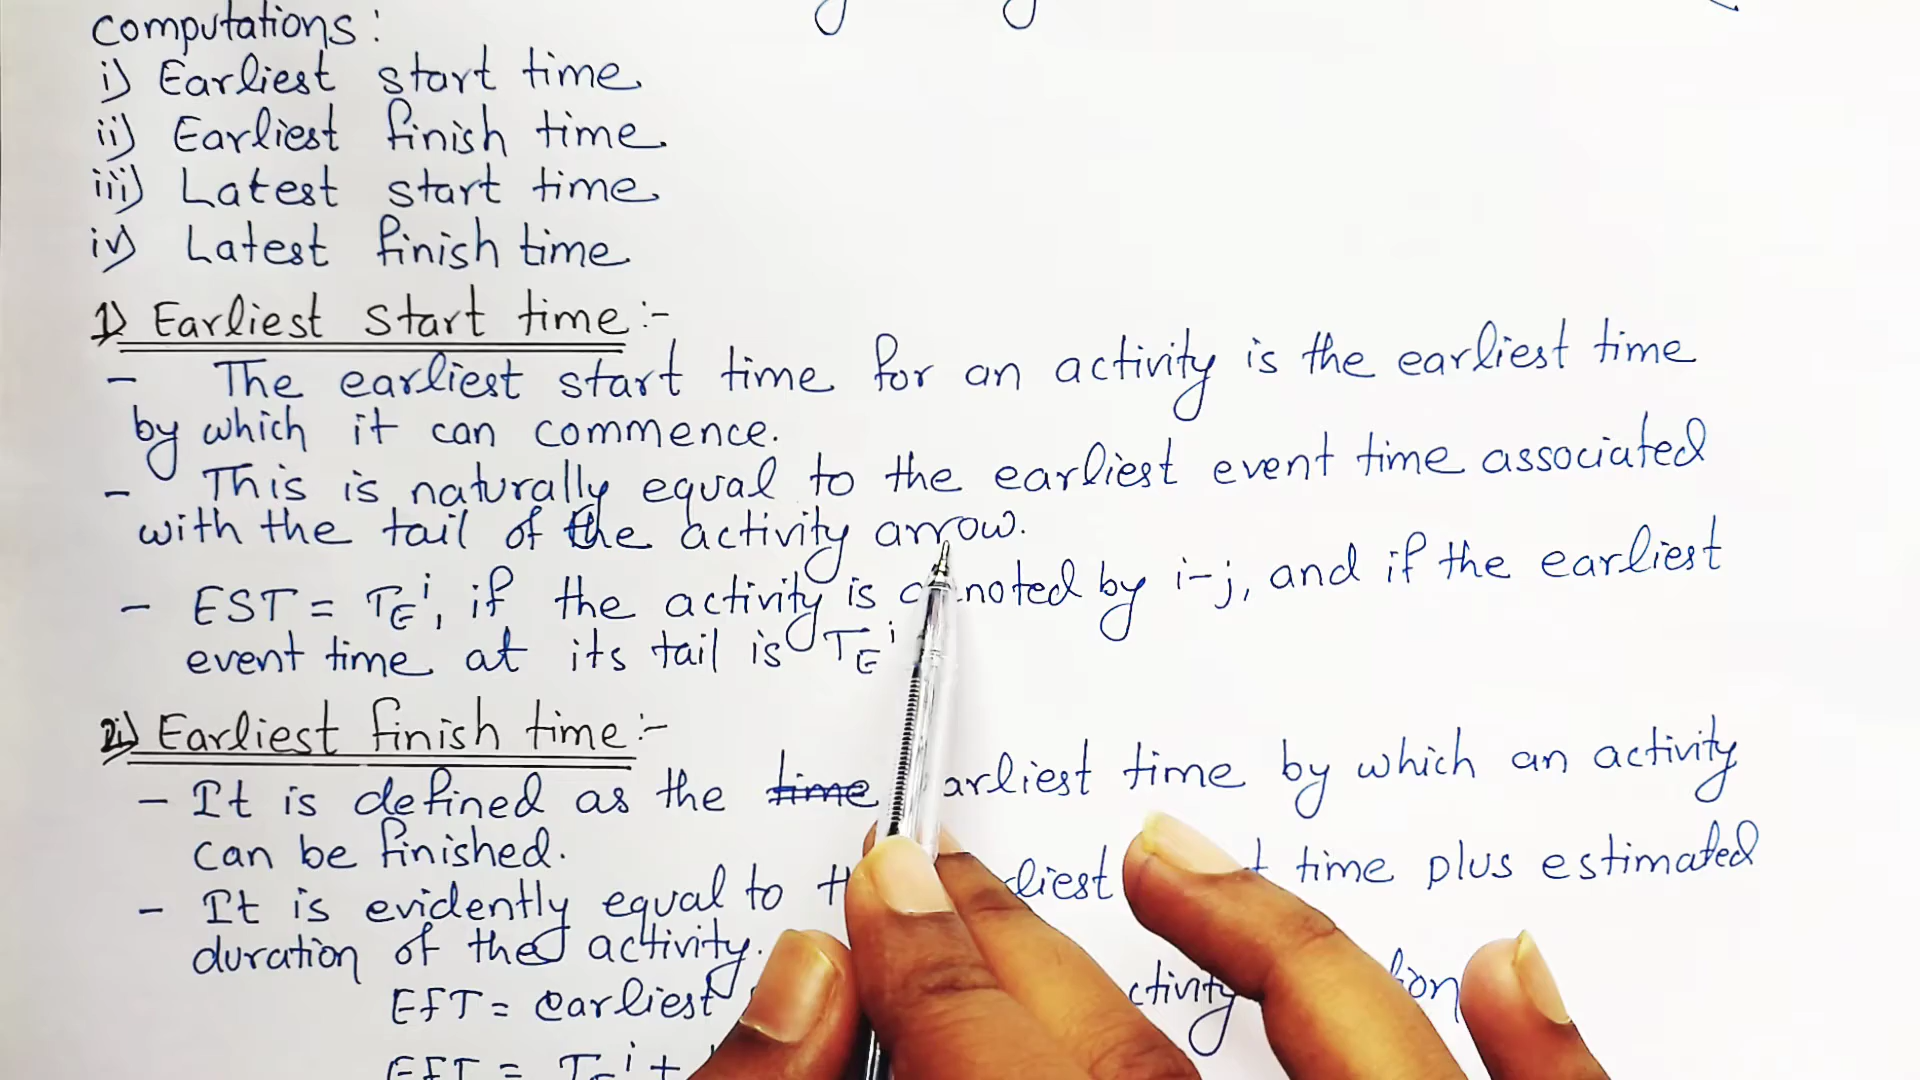 Computations:
i) Earliest start time
ii) Earliest finish time
iii) Latest start time
iv) Latest finish time
1) Earliest start time:-
- The earliest start time for an activity is the earliest time
by which it can commence.
- This is naturally equal to the earliest event time associated
with the tail of the activity arrow.
- EST = T_E^i, if the activity is noted by i-j, and if the earliest
event time at its tail is T_E^i
2) Earliest finish time:-
- It is defined as the time arliest time by which an activity
can be finished.
- It is evidently equal to time plus estimated
duration of the activity.
EFT = earliest
EFT = T_E^i +